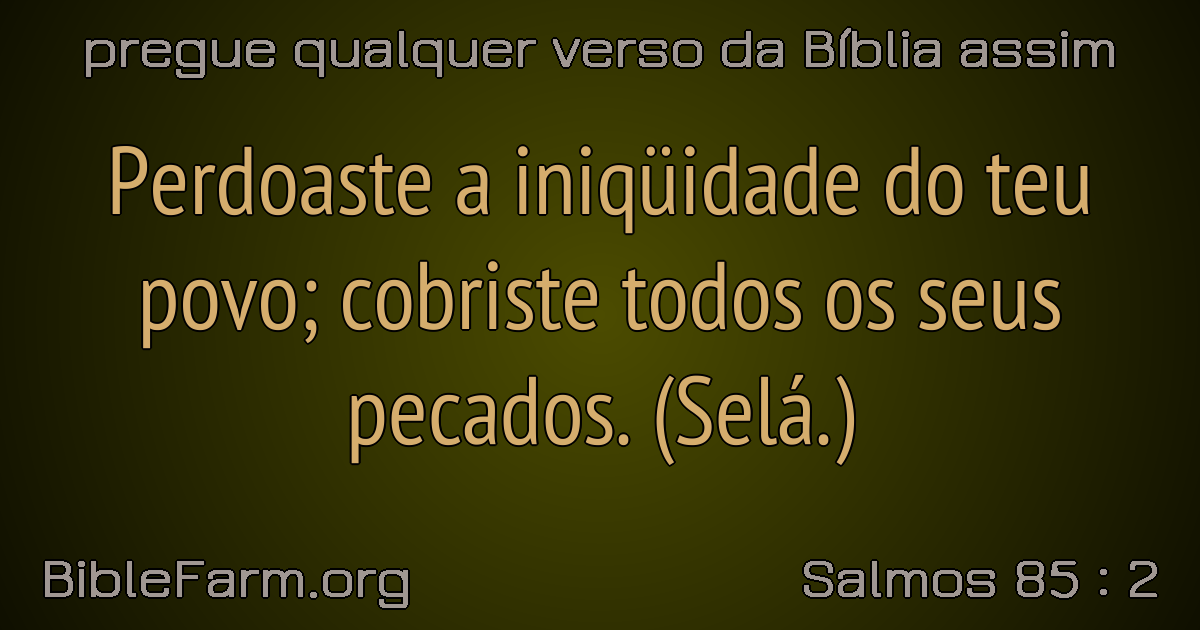 pregue qualquer verso da Bíblia assim
Perdoaste a iniqüidade do teu
povo; cobriste todos os seus
pecados. (Selá.)
BibleFarm.org
Salmos 85 : 2